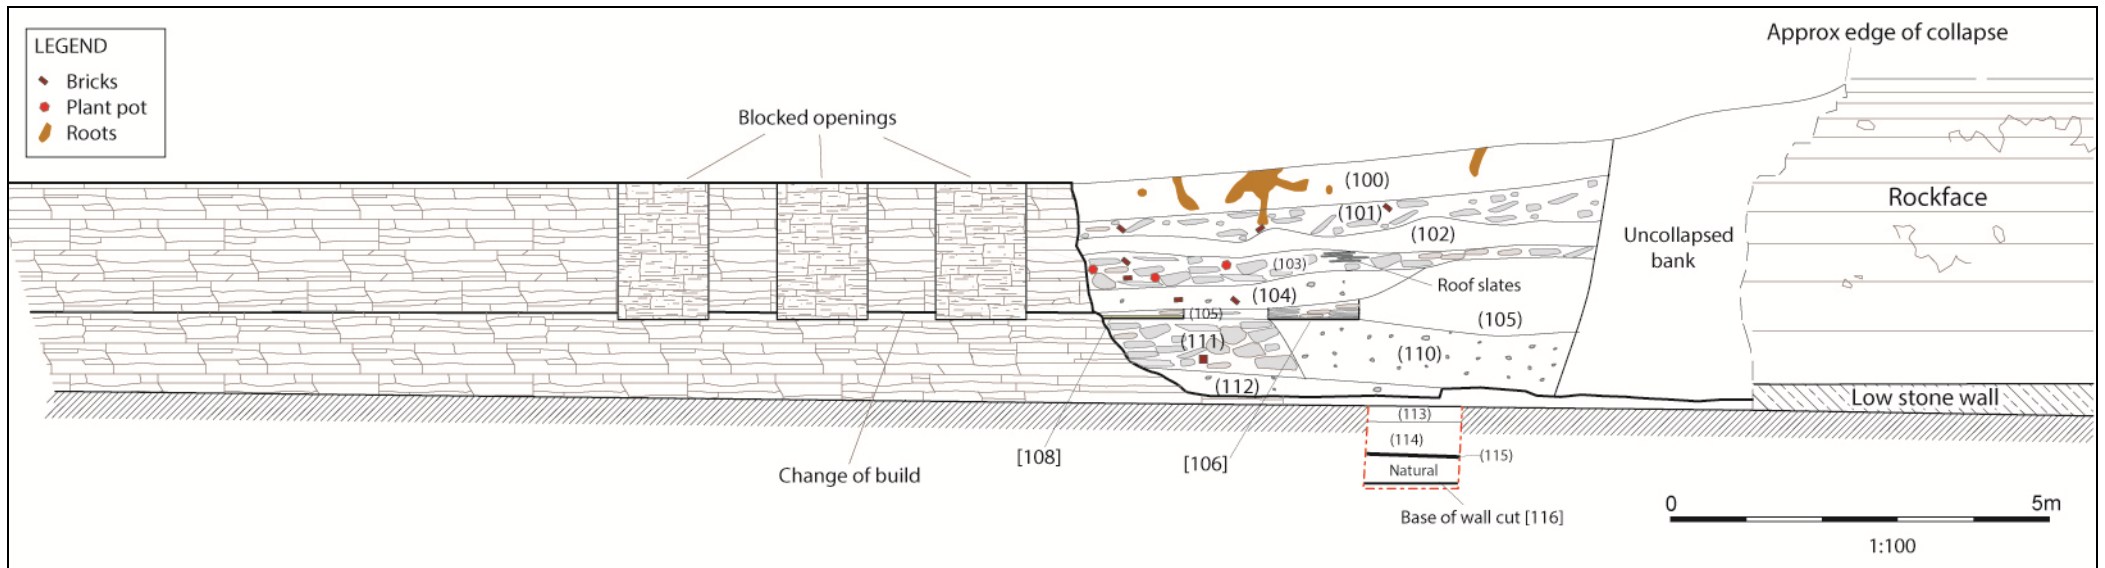 LEGEND
Bricks
Plant pot
Roots
Blocked openings
Approx edge of collapse
(100)
(101)
(102)
(103)
Roof slates
(104)
(105)
(105)
(111)
(110)
(112)
Uncollapsed
bank
Rockface
Low stone wall
(113)
(114)
(115)
Natural
[108]
[106]
Change of build
Base of wall cut [116]
0
5m
1:100